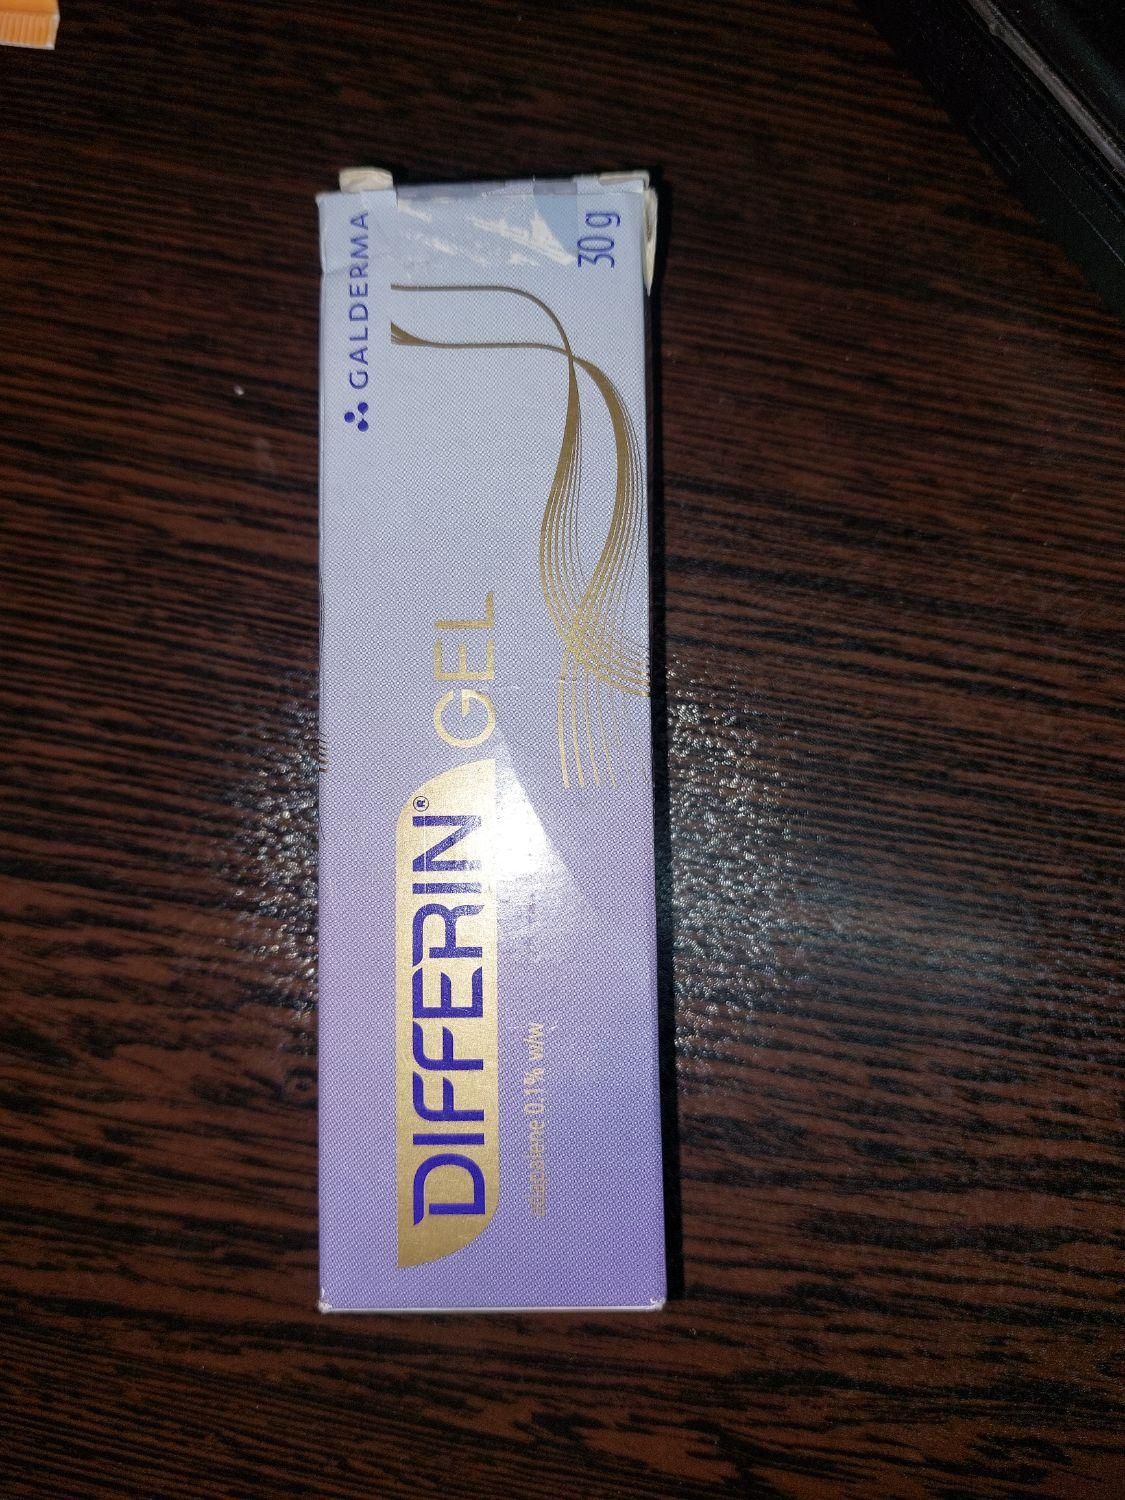 GALDERMA
30 g
DIFFERIN® GEL
adapalene 0.1% w/w